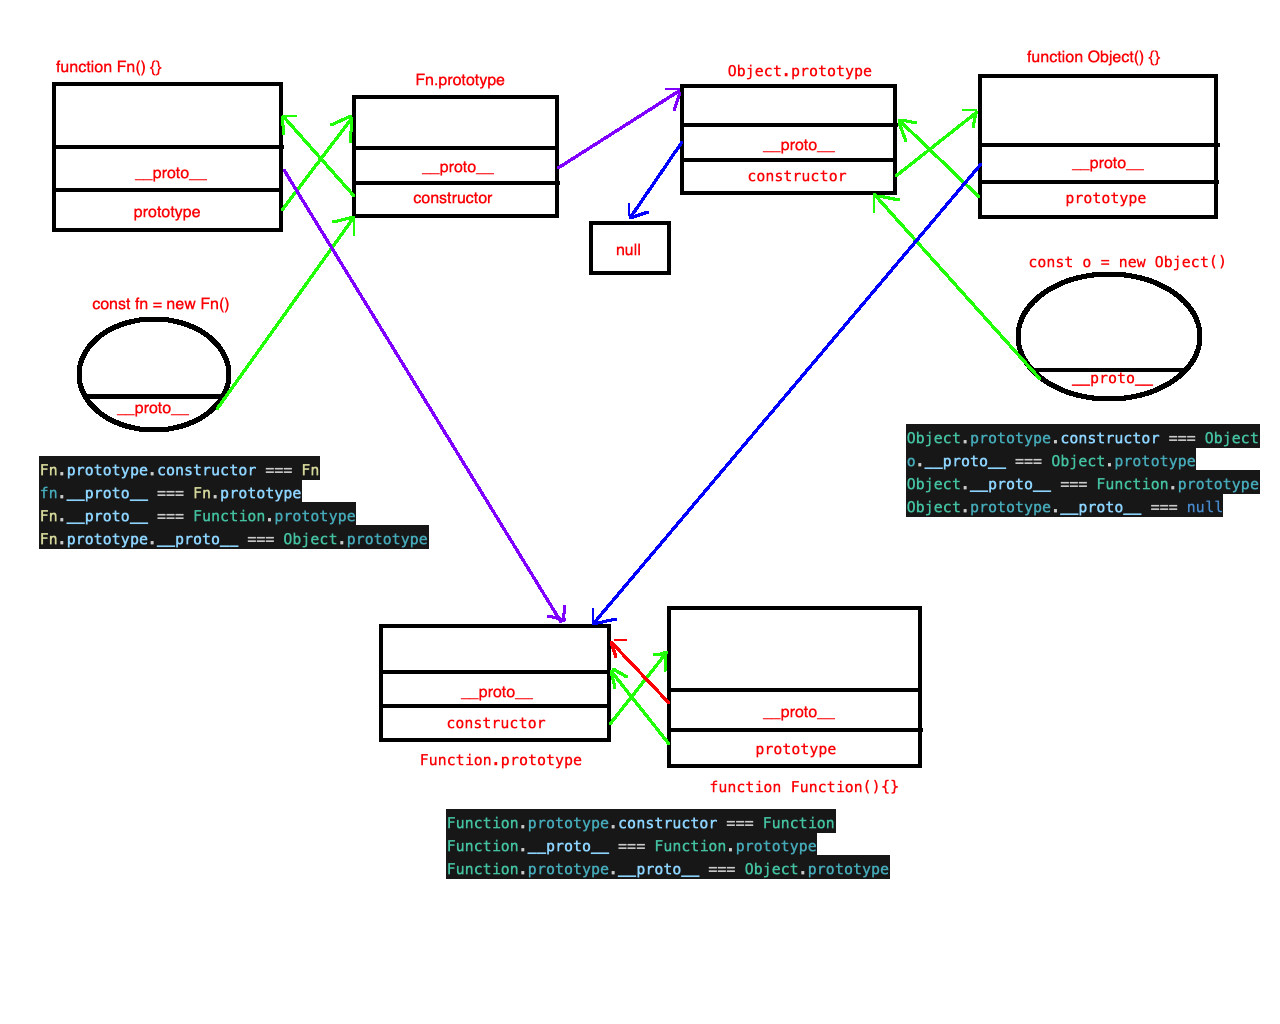 function Fn() {}
__proto__
prototype
Fn.prototype
__proto__
constructor
Object.prototype
__proto__
constructor
null
function Object() {}
__proto__
prototype
const fn = new Fn()
__proto__
const o = new Object()
__proto__
Fn.prototype.constructor === Fn
fn.__proto__ === Fn.prototype
Fn.__proto__ === Function.prototype
Fn.prototype.__proto__ === Object.prototype
Object.prototype.constructor === Object
o.__proto__ === Object.prototype
Object.__proto__ === Function.prototype
Object.prototype.__proto__ === null
__proto__
constructor
Function.prototype
__proto__
prototype
function Function(){}
Function.prototype.constructor === Function
Function.__proto__ === Function.prototype
Function.prototype.__proto__ === Object.prototype